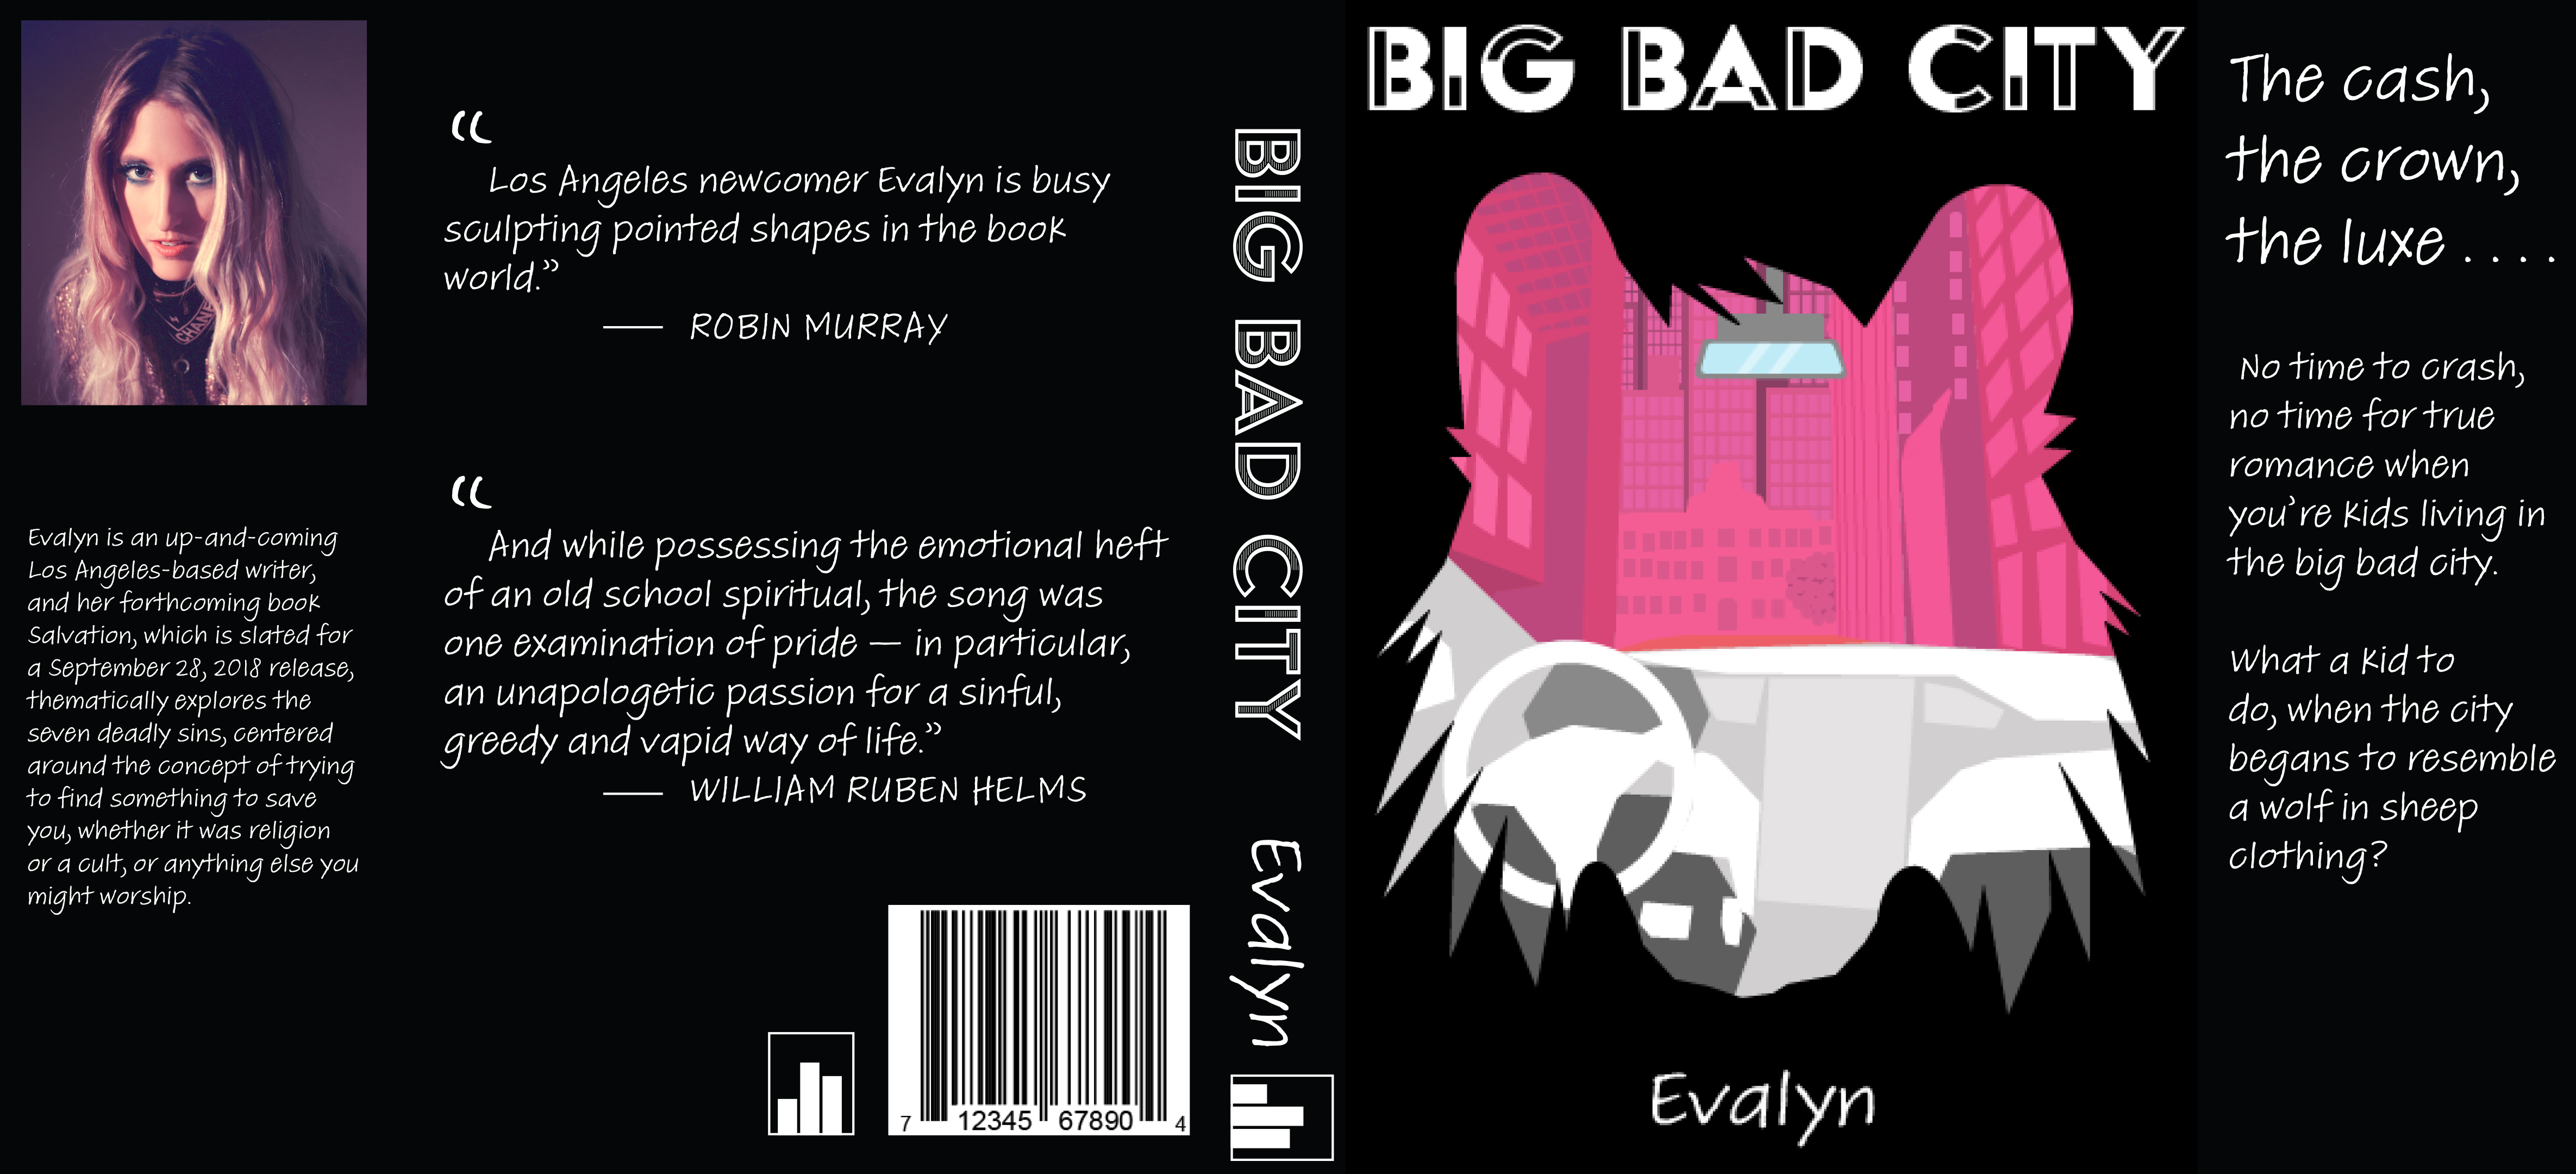 Evalyn is an up-and-coming
Los Angeles-based writer,
and her forthcoming book
Salvation, which is slated for
a September 28, 2018 release,
thematically explores the
seven deadly sins, centered
around the concept of trying
to find something to save
you, whether it was religion
or a cult, or anything else you
might worship.
“
Los Angeles newcomer Evalyn is busy
sculpting pointed shapes in the book
world.”
— ROBIN MURRAY
“
And while possessing the emotional heft
of an old school spiritual, the song was
one examination of pride — in particular,
an unapologetic passion for a sinful,
greedy and vapid way of life.”
— WILLIAM RUBEN HELMS
7 12345 67890 4
BIG BAD CITY
Evalyn
BIG BAD CITY
Evalyn
The cash,
the crown,
the luxe . . . .
No time to crash,
no time for true
romance when
you’re kids living in
the big bad city.
What a kid to
do, when the city
begans to resemble
a wolf in sheep
clothing?